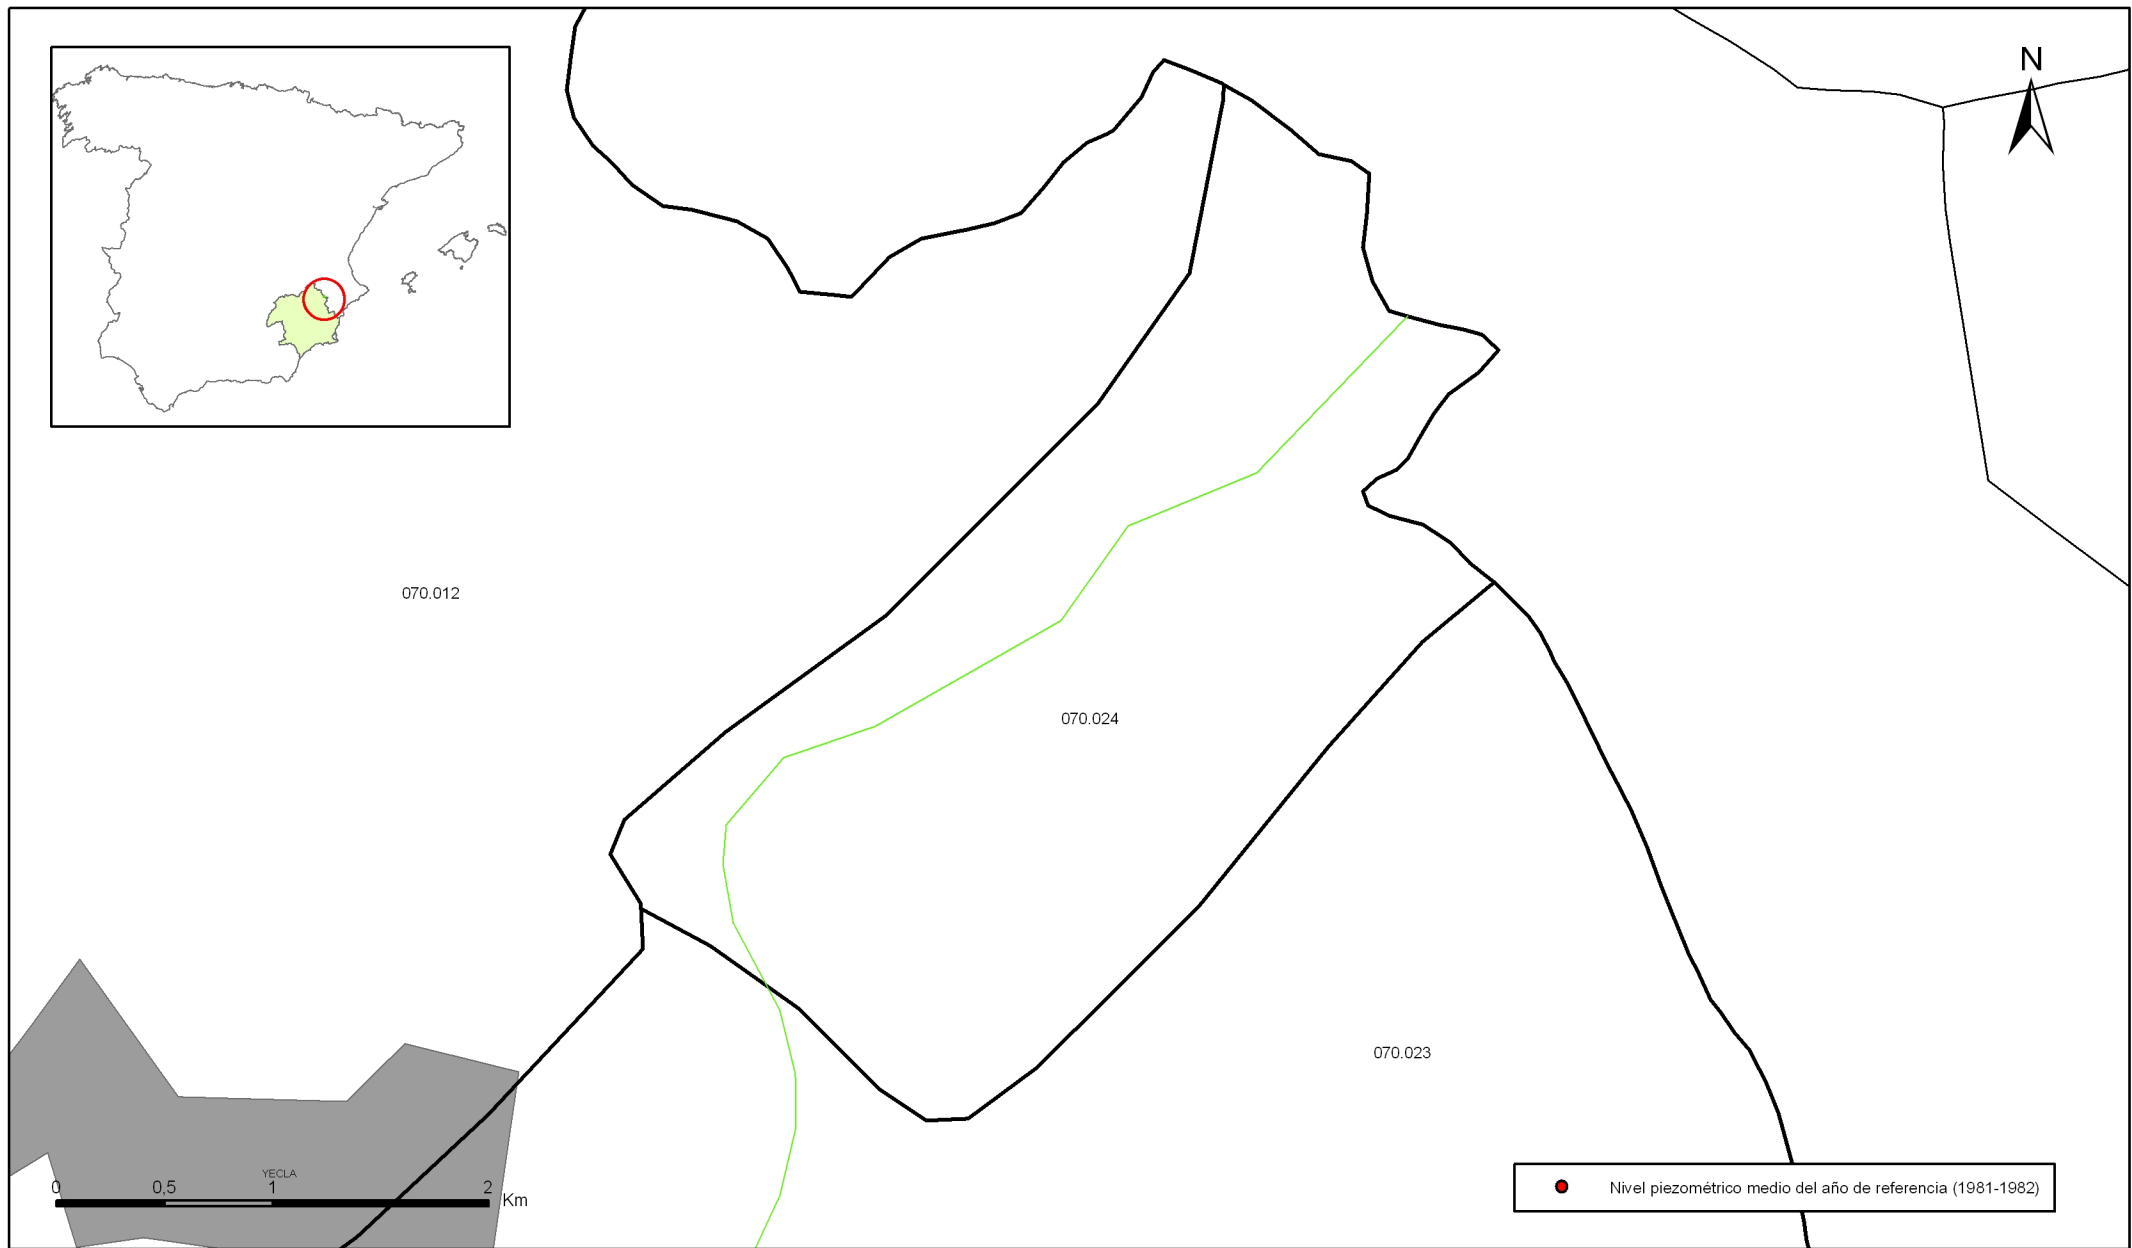 N
070.012
070.024
070.023
YECLA
0 0,5 1 2 Km
Nivel piezométrico medio del año de referencia (1981-1982)